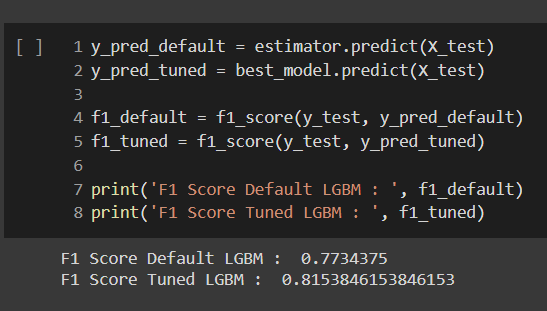 [ ] 1 y_pred_default = estimator.predict(X_test)
2 y_pred_tuned = best_model.predict(X_test)
3
4 f1_default = f1_score(y_test, y_pred_default)
5 f1_tuned = f1_score(y_test, y_pred_tuned)
6
7 print('F1 Score Default LGBM : ', f1_default)
8 print('F1 Score Tuned LGBM : ', f1_tuned)
F1 Score Default LGBM :  0.7734375
F1 Score Tuned LGBM :  0.8153846153846153